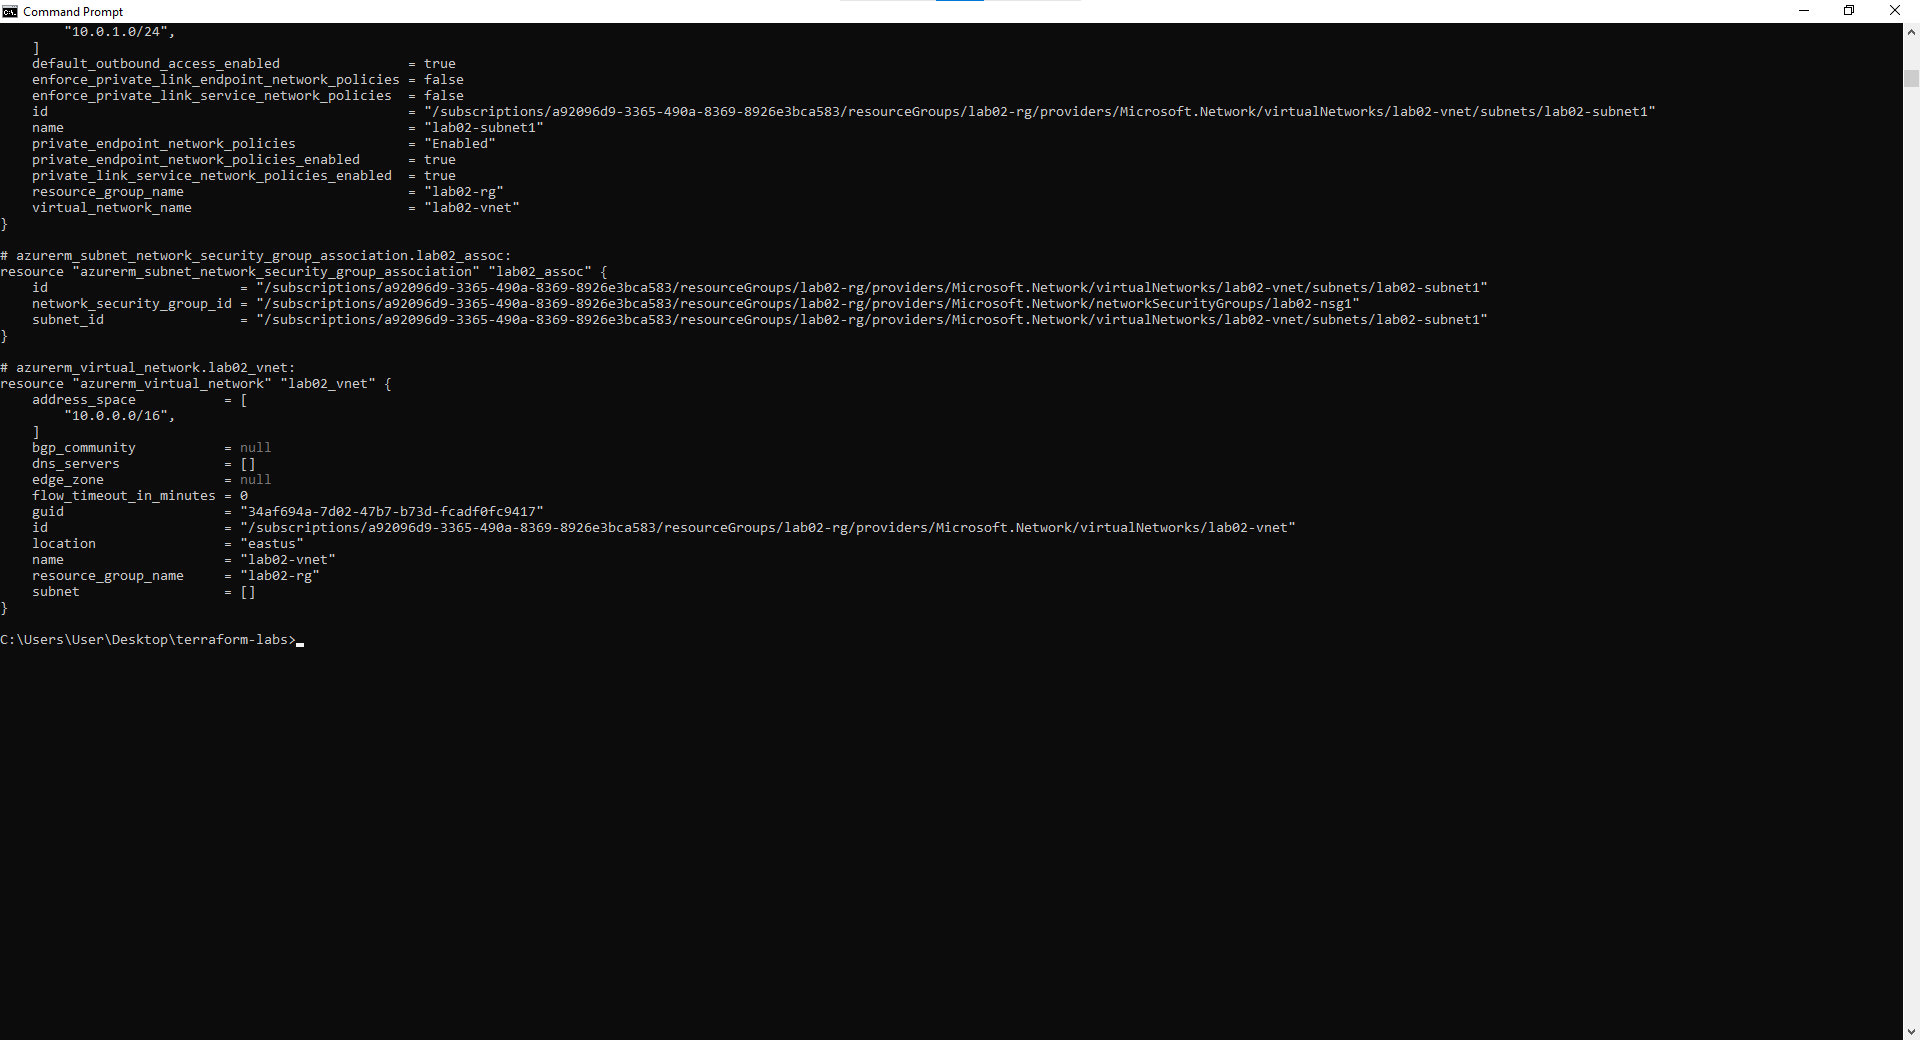 Command Prompt
        "10.0.1.0/24",
    ]
    default_outbound_access_enabled                = true
    enforce_private_link_endpoint_network_policies = false
    enforce_private_link_service_network_policies  = false
    id                                             = "/subscriptions/a92096d9-3365-490a-8369-8926e3bca583/resourceGroups/lab02-rg/providers/Microsoft.Network/virtualNetworks/lab02-vnet/subnets/lab02-subnet1"
    name                                           = "lab02-subnet1"
    private_endpoint_network_policies              = "Enabled"
    private_endpoint_network_policies_enabled      = true
    private_link_service_network_policies_enabled  = true
    resource_group_name                            = "lab02-rg"
    virtual_network_name                           = "lab02-vnet"
}

# azurerm_subnet_network_security_group_association.lab02_assoc:
resource "azurerm_subnet_network_security_group_association" "lab02_assoc" {
    id                        = "/subscriptions/a92096d9-3365-490a-8369-8926e3bca583/resourceGroups/lab02-rg/providers/Microsoft.Network/virtualNetworks/lab02-vnet/subnets/lab02-subnet1"
    network_security_group_id = "/subscriptions/a92096d9-3365-490a-8369-8926e3bca583/resourceGroups/lab02-rg/providers/Microsoft.Network/networkSecurityGroups/lab02-nsg1"
    subnet_id                 = "/subscriptions/a92096d9-3365-490a-8369-8926e3bca583/resourceGroups/lab02-rg/providers/Microsoft.Network/virtualNetworks/lab02-vnet/subnets/lab02-subnet1"
}

# azurerm_virtual_network.lab02_vnet:
resource "azurerm_virtual_network" "lab02_vnet" {
    address_space           = [
        "10.0.0.0/16",
    ]
    bgp_community           = null
    dns_servers             = []
    edge_zone               = null
    flow_timeout_in_minutes = 0
    guid                    = "34af694a-7d02-47b7-b73d-fcadf0fc9417"
    id                      = "/subscriptions/a92096d9-3365-490a-8369-8926e3bca583/resourceGroups/lab02-rg/providers/Microsoft.Network/virtualNetworks/lab02-vnet"
    location                = "eastus"
    name                    = "lab02-vnet"
    resource_group_name     = "lab02-rg"
    subnet                  = []
}

C:\Users\User\Desktop\terraform-labs>